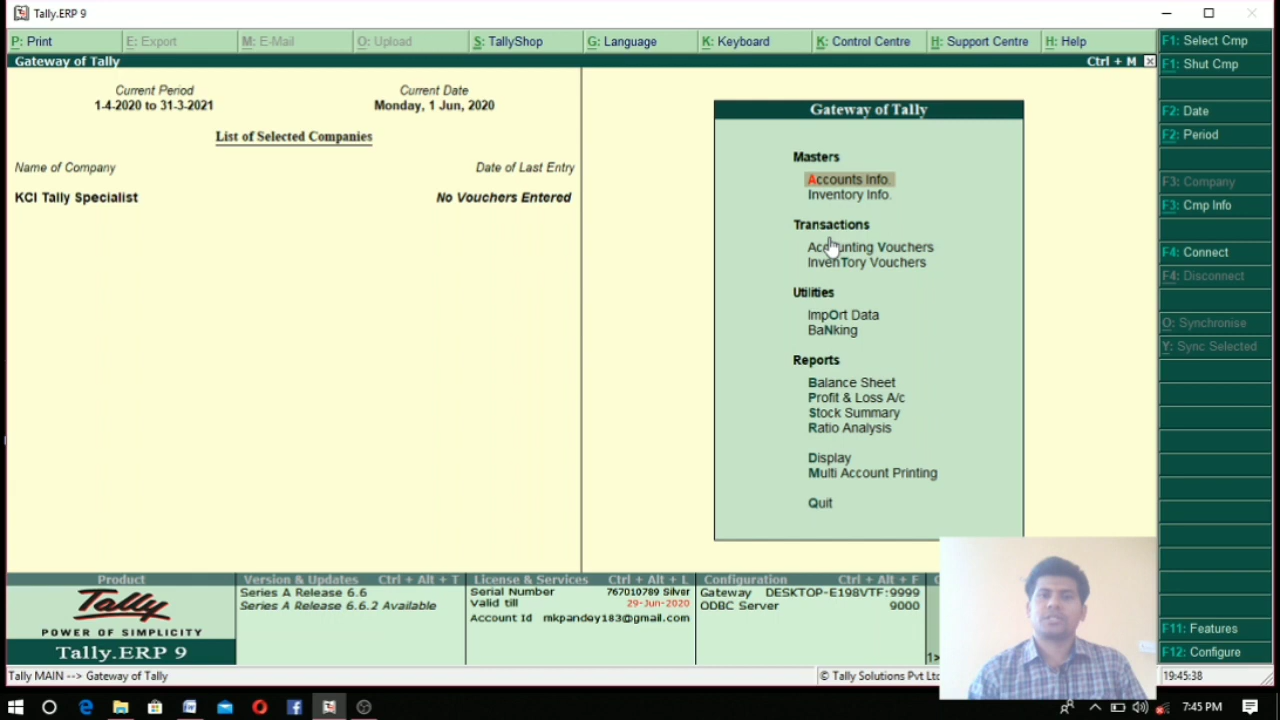 Tally.ERP 9
P: Print
E: Export
M: E-Mail
O: Upload
S: TallyShop
G: Language
K: Keyboard
K: Control Centre
H: Support Centre
H: Help
Gateway of Tally
Ctrl + M
Current Period
1-4-2020 to 31-3-2021
Current Date
Monday, 1 Jun, 2020
List of Selected Companies
Name of Company
Date of Last Entry
KCI Tally Specialist
No Vouchers Entered
Gateway of Tally
Masters
Accounts Info.
Inventory Info.
Transactions
Accounting Vouchers
InvenTory Vouchers
Utilities
ImpOrt Data
BaNking
Reports
Balance Sheet
Profit & Loss A/c
Stock Summary
Ratio Analysis
Display
Multi Account Printing
Quit
F1: Select Cmp
F1: Shut Cmp
F2: Date
F2: Period
F3: Company
F3: Cmp Info
F4: Connect
F4: Disconnect
O: Synchronise
Y: Sync Selected
F11: Features
F12: Configure
Product
Tally
POWER OF SIMPLICITY
Tally.ERP 9
Version & Updates Ctrl + Alt + T
Series A Release 6.6
Series A Release 6.6.2 Available
License & Services Ctrl + Alt + L
Serial Number 767010789 Silver
Valid till 29-Jun-2020
Account Id mkpandey183@gmail.com
Configuration Ctrl + Alt + F
Gateway DESKTOP-E198VTF:9999
ODBC Server 9000
1>
Tally MAIN --> Gateway of Tally
© Tally Solutions Pvt Ltd
19:45:38
7:45 PM